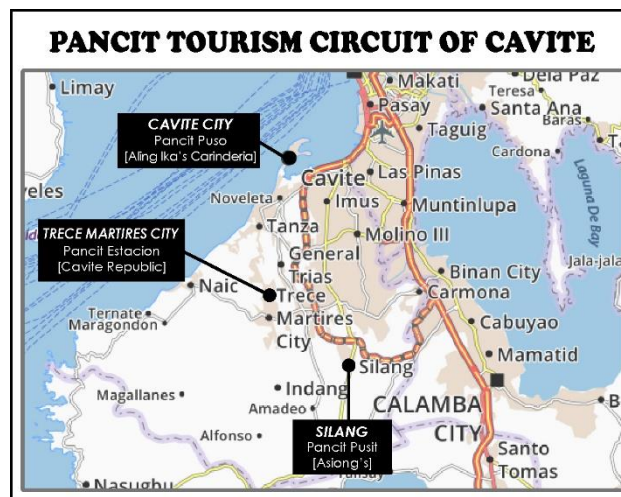 PANCIT TOURISM CIRCUIT OF CAVITE
Limay
Makati
Dela Paz
Teresa
Pasay
Santa Ana
Baras
CAVITE CITY
Pancit Puso
[Aling Ika's Carinderia]
Taguig
Cardona
Cavite
Las Pinas
Laguna De Bay
Noveleta
Imus
Muntinlupa
TRECE MARTIRES CITY
Pancit Estacion
[Cavite Republic]
Tanza
Molino III
General
Trias
Binan City
Jala-jala
Naic
Trece
Martires
City
Carmona
Ternate
Maragondon
Cabuyao
Silang
Mamatid
Magallanes
Indang
Amadeo
CALAMBA
CITY
Alfonso
SILANG
Pancit Pusit
[Asiong's]
Santo
Tomas
Nasugbu